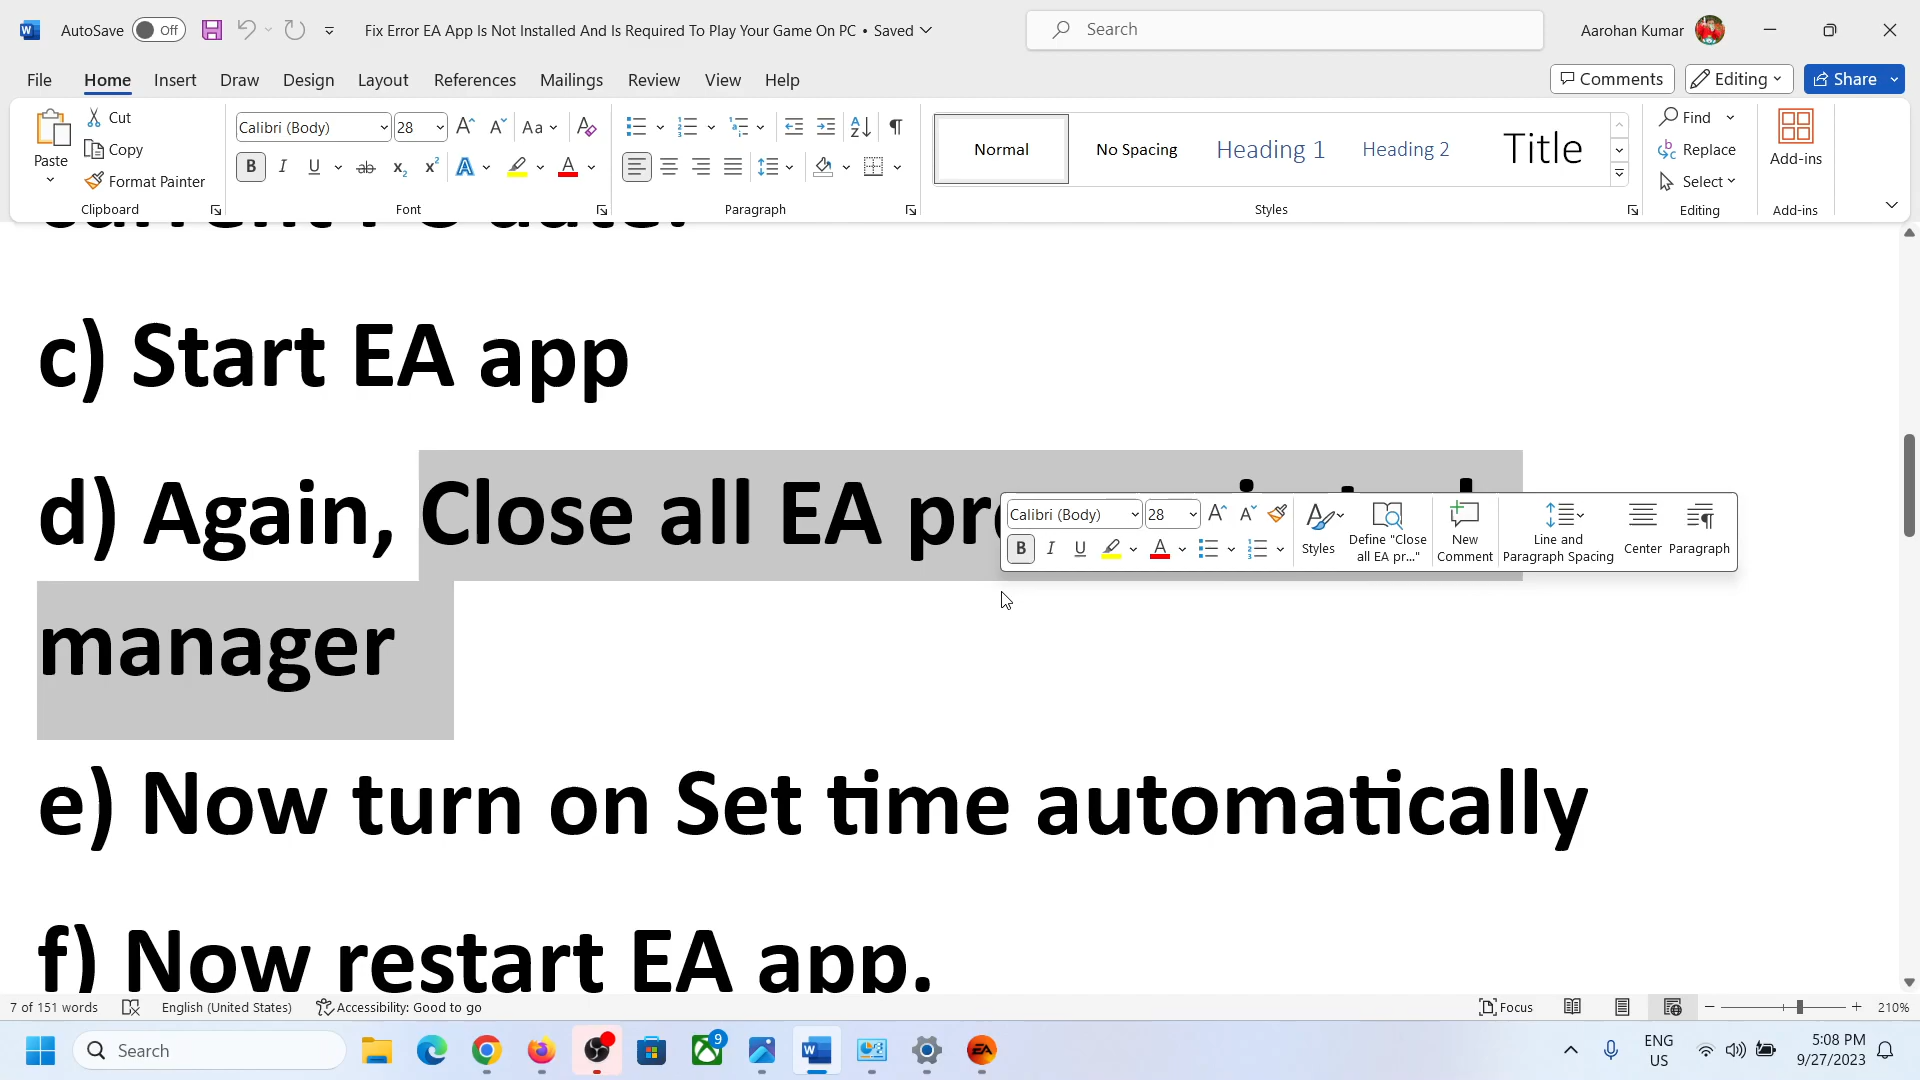 AutoSave Off Fix Error EA App Is Not Installed And Is Required To Play Your Game On PC • Saved Search Aarohan Kumar
File Home Insert Draw Design Layout References Mailings Review View Help Comments Editing Share
Paste Cut Copy Format Painter
Calibri (Body) 28 Aa
B I U ab x₂ x² A A
Normal No Spacing Heading 1 Heading 2 Title
Find Replace Select
Add-ins
Clipboard Font Paragraph Styles Editing Add-ins
c) Start EA app
d) Again, Close all EA
manager
Calibri (Body) 28
B I U A Styles Define "Close all EA pr..." New Comment Line and Paragraph Spacing Center Paragraph
e) Now turn on Set time automatically
f) Now restart EA app.
7 of 151 words English (United States) Accessibility: Good to go Focus 210%
Search 9 EA ENG US 5:08 PM 9/27/2023